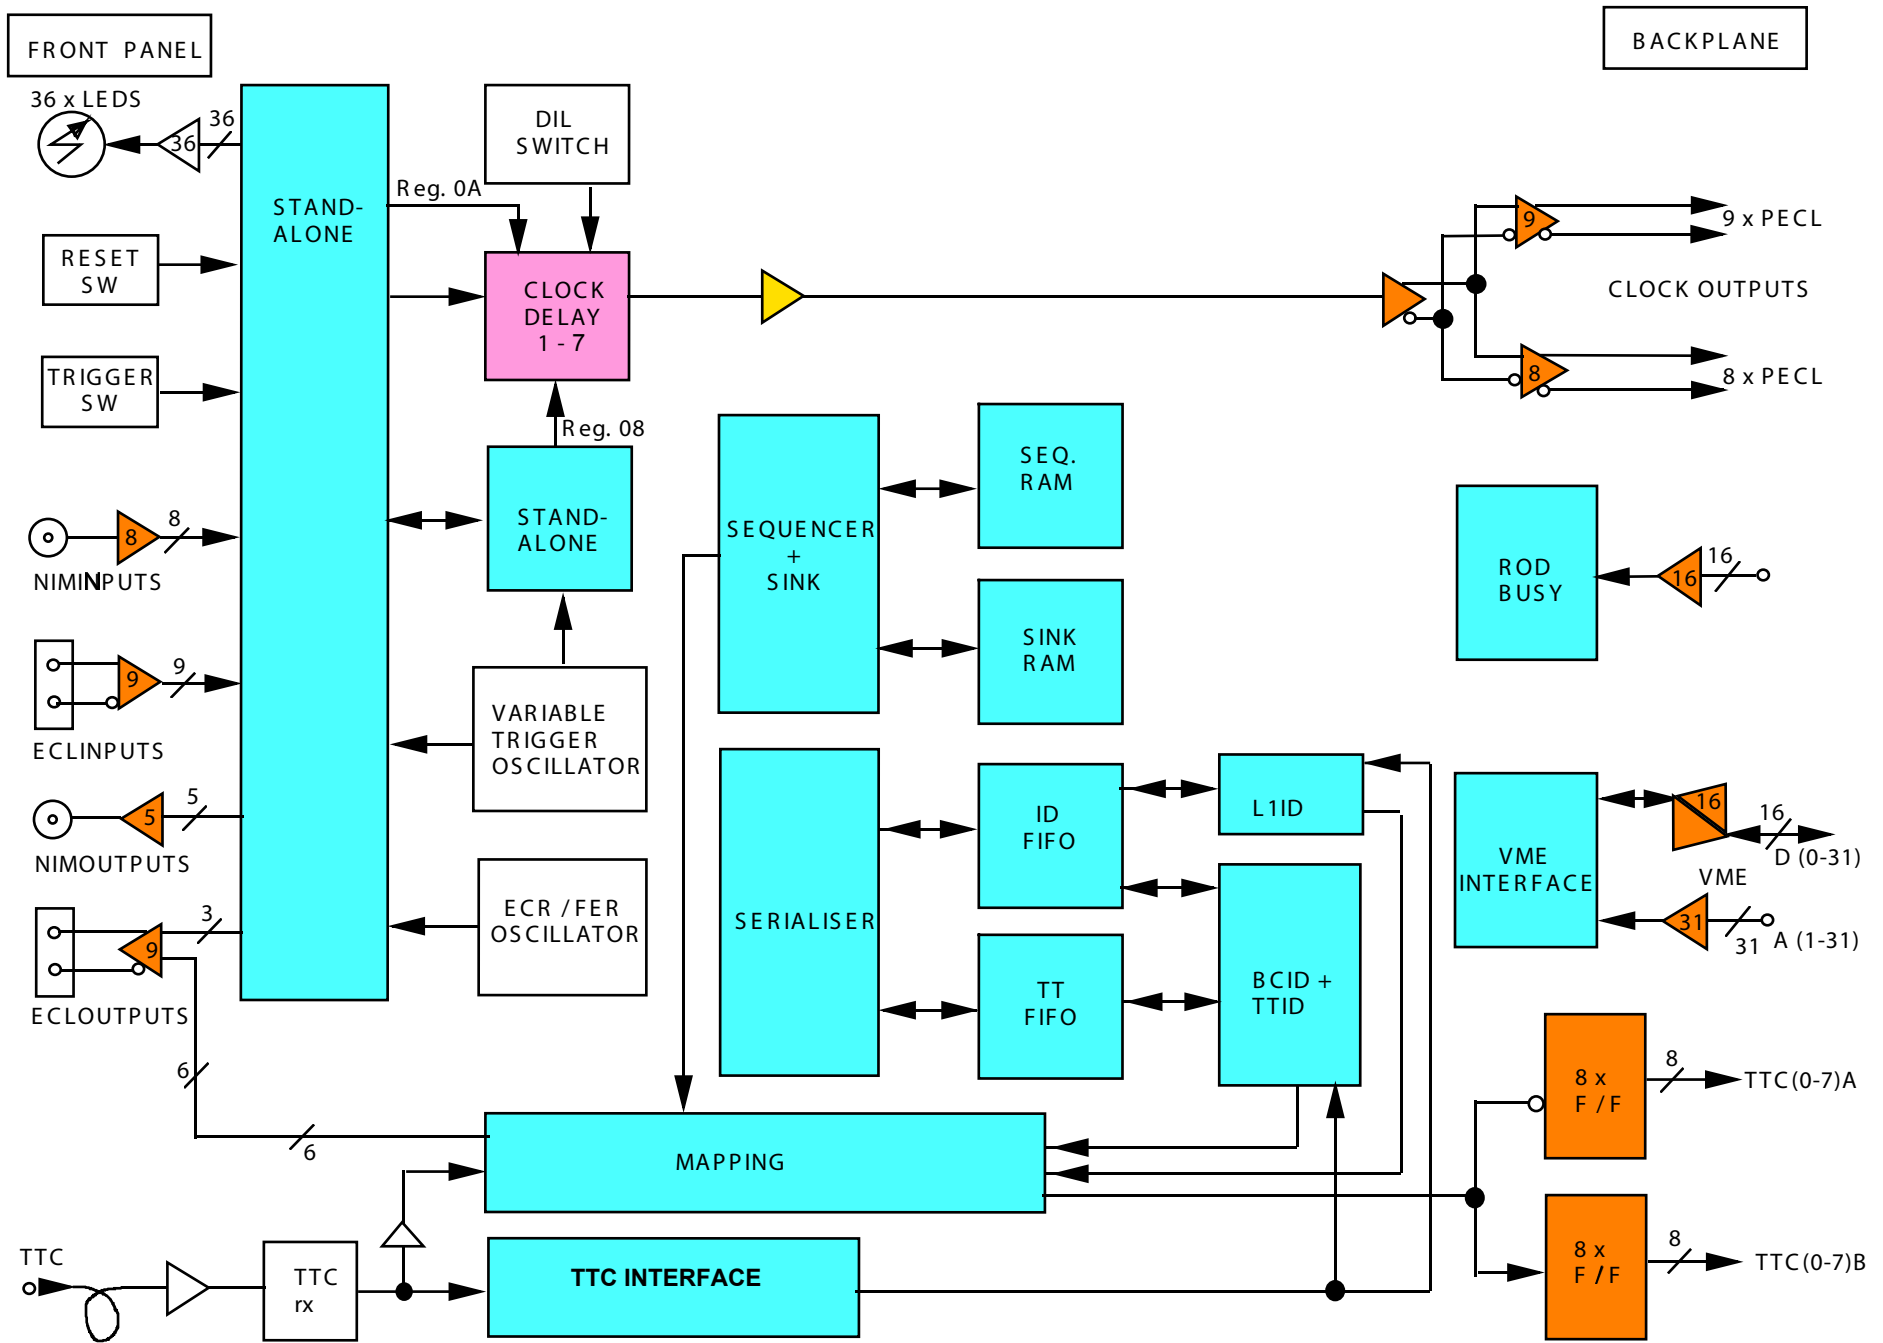 FRONT PANEL
BACKPLANE
36 x LEDS
36
36
RESET
SW
TRIGGER
SW
8
8
NIMINPUTS
9
9
ECLINPUTS
5
5
NIMOUTPUTS
3
9
ECLOUTPUTS
6
6
STAND-
ALONE
Reg. 0A
DIL
SWITCH
CLOCK
DELAY
1 - 7
Reg. 08
STAND-
ALONE
VARIABLE
TRIGGER
OSCILLATOR
ECR / FER
OSCILLATOR
SEQUENCER
+
SINK
SEQ.
RAM
SINK
RAM
SERIALISER
ID
FIFO
TT
FIFO
L1ID
BCID +
TTID
MAPPING
TTC
TTC
rx
TTC INTERFACE
9
9 x PECL
CLOCK OUTPUTS
8
8 x PECL
ROD
BUSY
16
16
VME
INTERFACE
16
16
D (0-31)
VME
31
31
A (1-31)
8 x
F / F
8
TTC(0-7)A
8 x
F / F
8
TTC(0-7)B